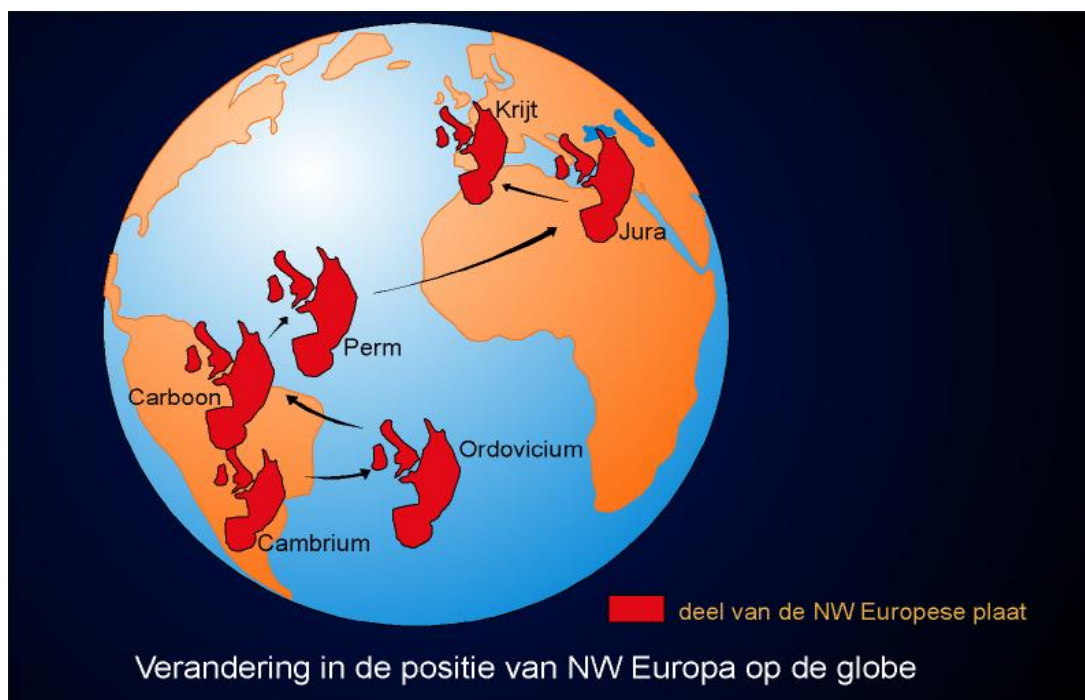 Krijt
Jura
Perm
Carboon
Ordovicium
Cambrium
deel van de NW Europese plaat
Verandering in de positie van NW Europa op de globe